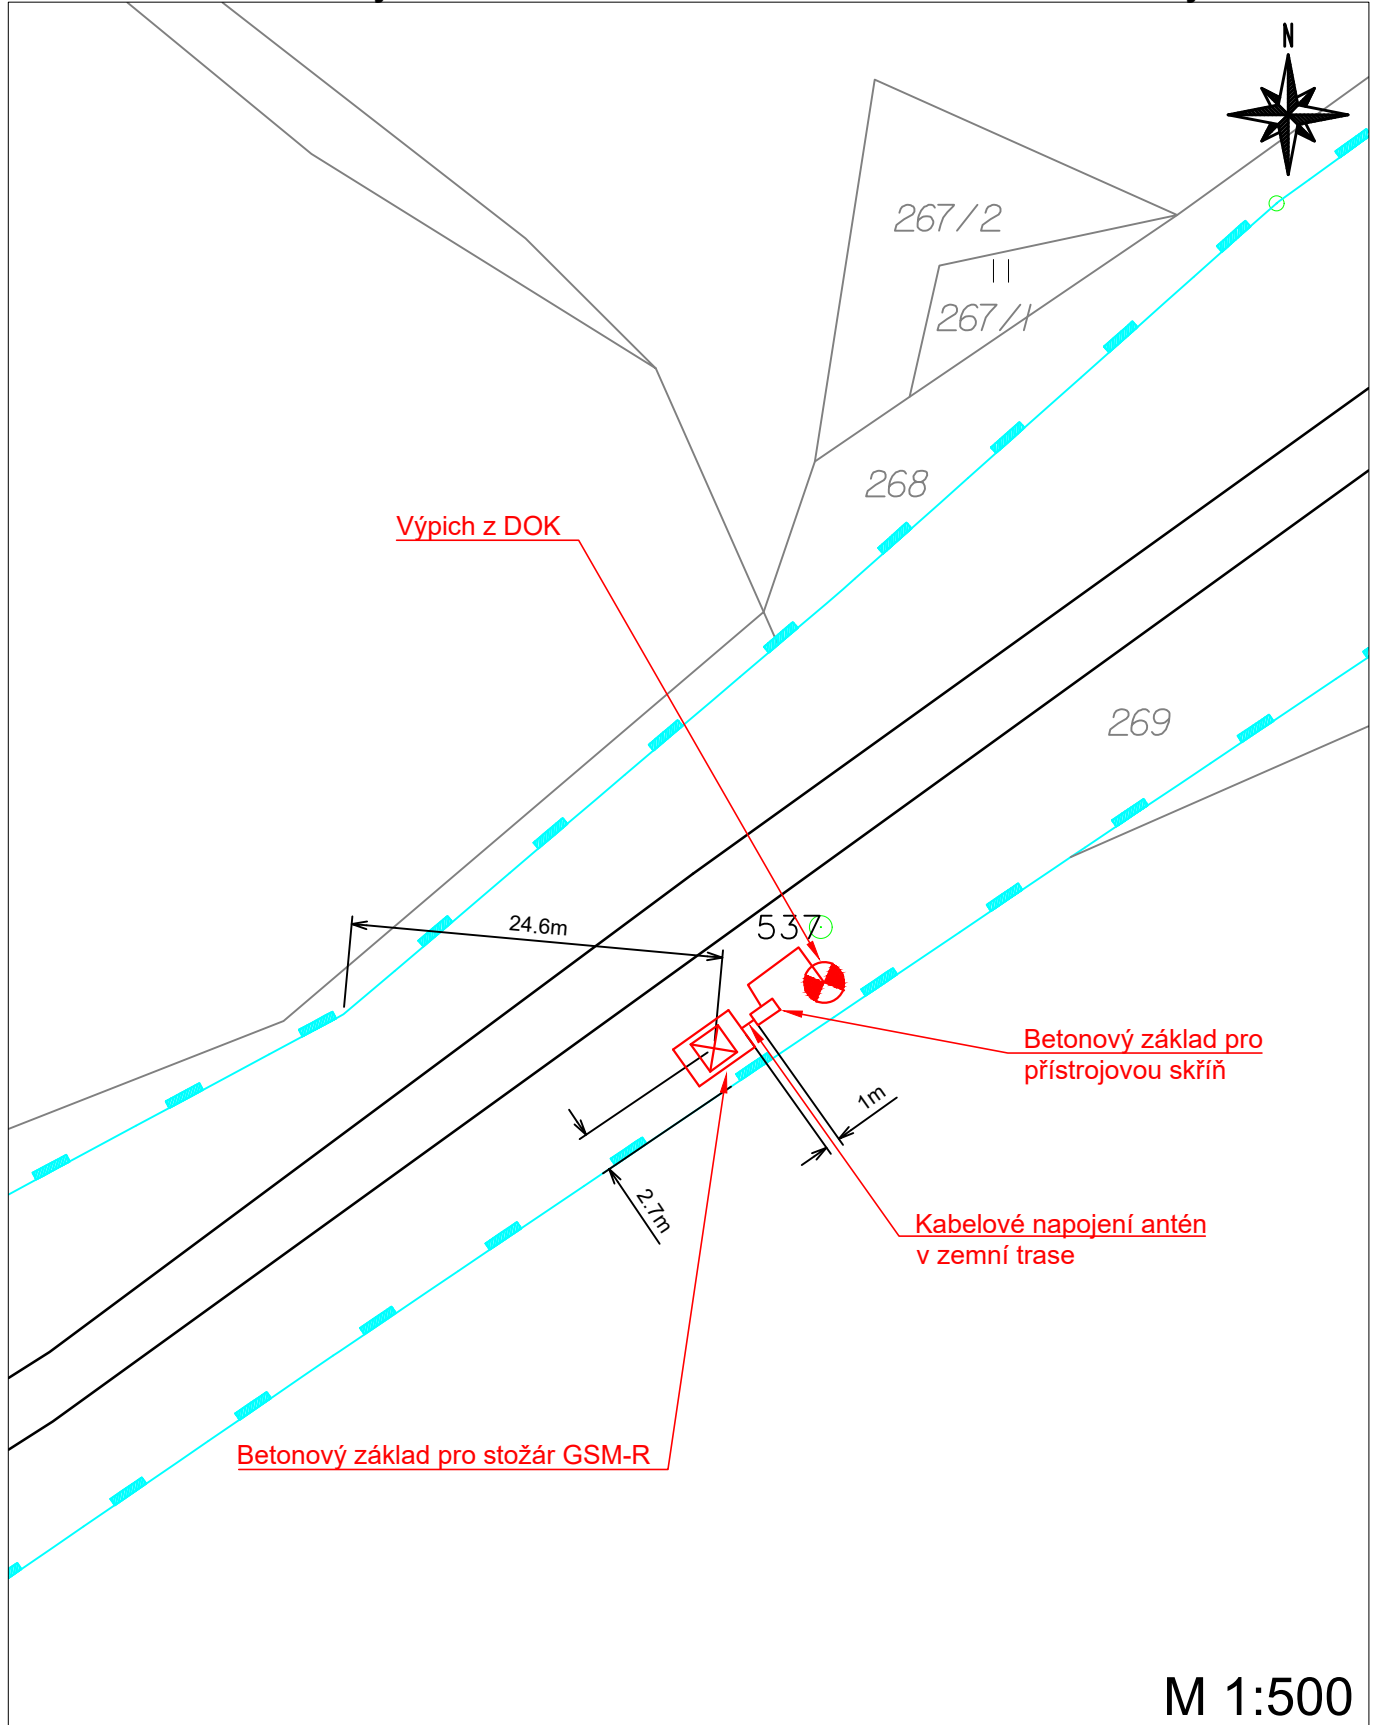 N
267/2
267/1
268
Výpich z DOK
269
24.6m
537
Betonový základ pro
přístrojovou skříň
1m
2.7m
Kabelové napojení antén
v zemní trase
Betonový základ pro stožár GSM-R
M 1:500